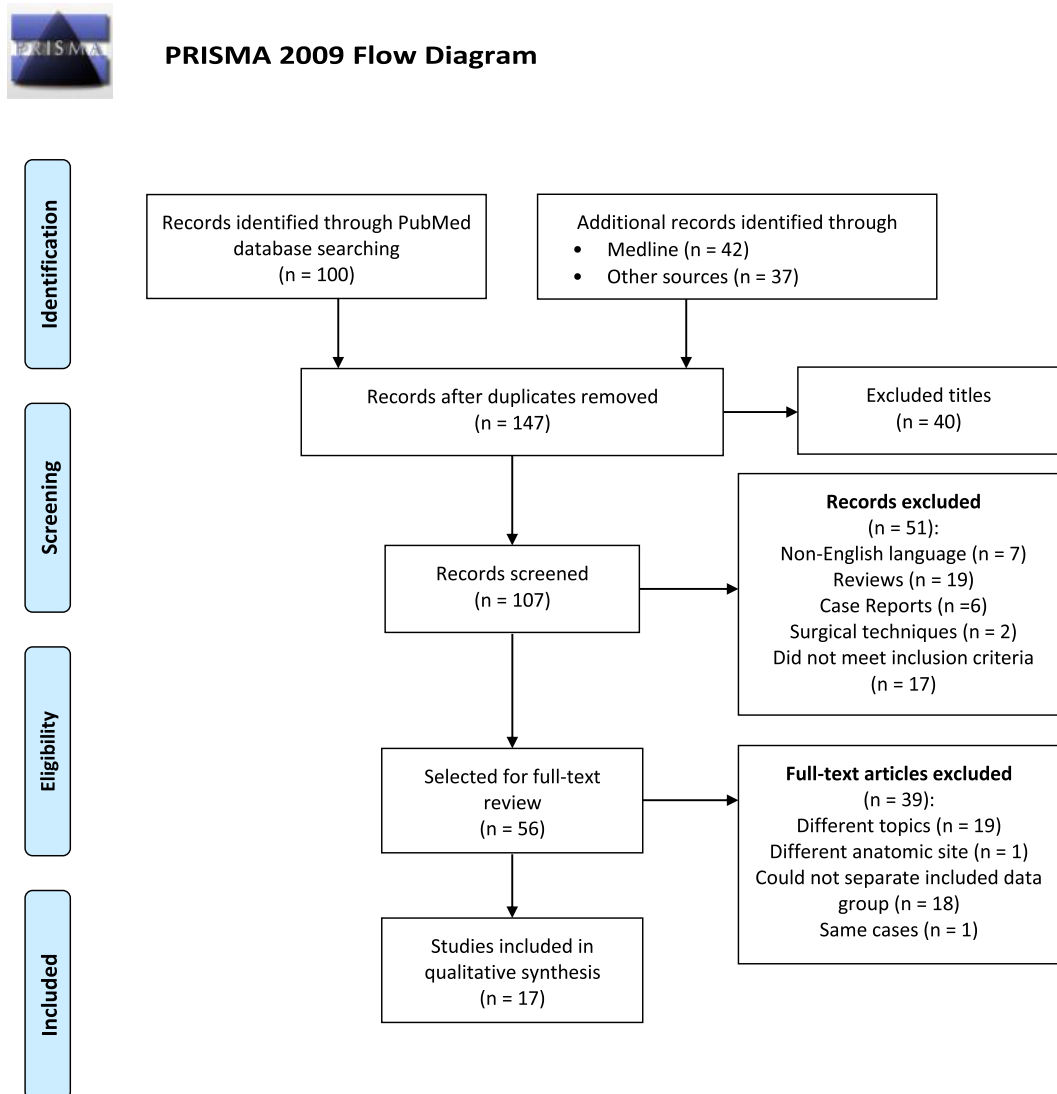 PRISMA
PRISMA 2009 Flow Diagram
Identification
Records identified through PubMed
database searching
(n = 100)
Additional records identified through
• Medline (n = 42)
• Other sources (n = 37)
Records after duplicates removed
(n = 147)
Excluded titles
(n = 40)
Screening
Records screened
(n = 107)
Records excluded
(n = 51):
Non-English language (n = 7)
Reviews (n = 19)
Case Reports (n =6)
Surgical techniques (n = 2)
Did not meet inclusion criteria
(n = 17)
Eligibility
Selected for full-text
review
(n = 56)
Full-text articles excluded
(n = 39):
Different topics (n = 19)
Different anatomic site (n = 1)
Could not separate included data
group (n = 18)
Same cases (n = 1)
Included
Studies included in
qualitative synthesis
(n = 17)